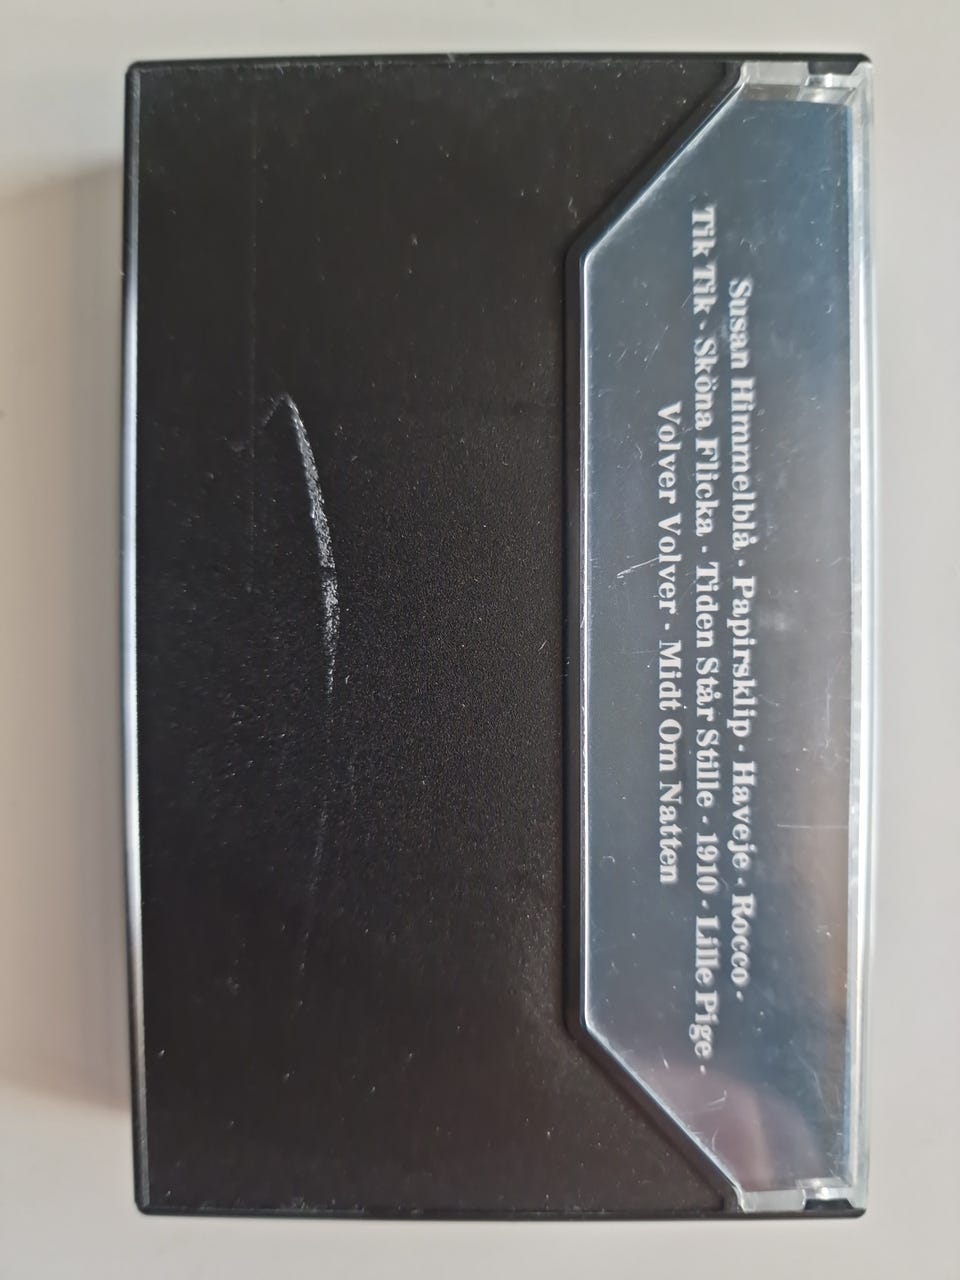 Susan Himmelblå · Papirsklip · Haveje · Rocco ·
Tik Tik · Sköna Flicka · Tiden Står Stille · 1910 · Lille Pige ·
Volver Volver · Midt Om Natten